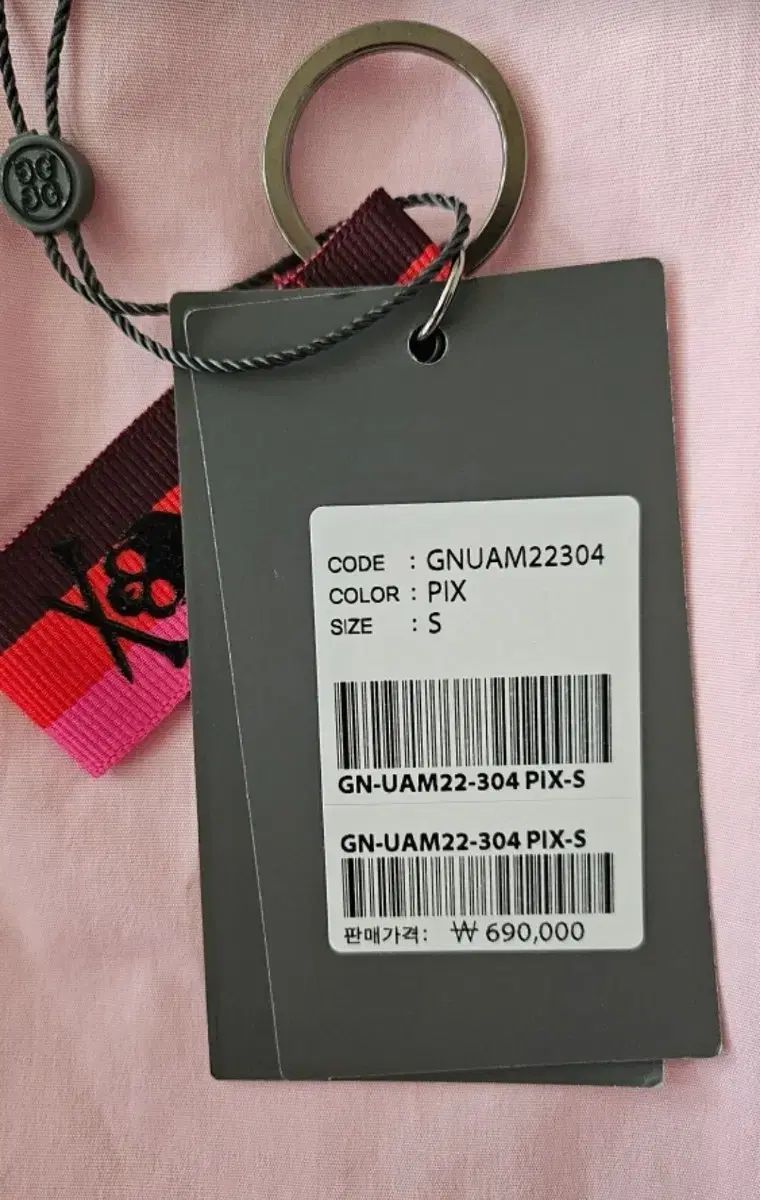 CODE : GNUAM22304
COLOR : PIX
SIZE : S
GN-UAM22-304 PIX-S
GN-UAM22-304 PIX-S
판매가격: ₩ 690,000